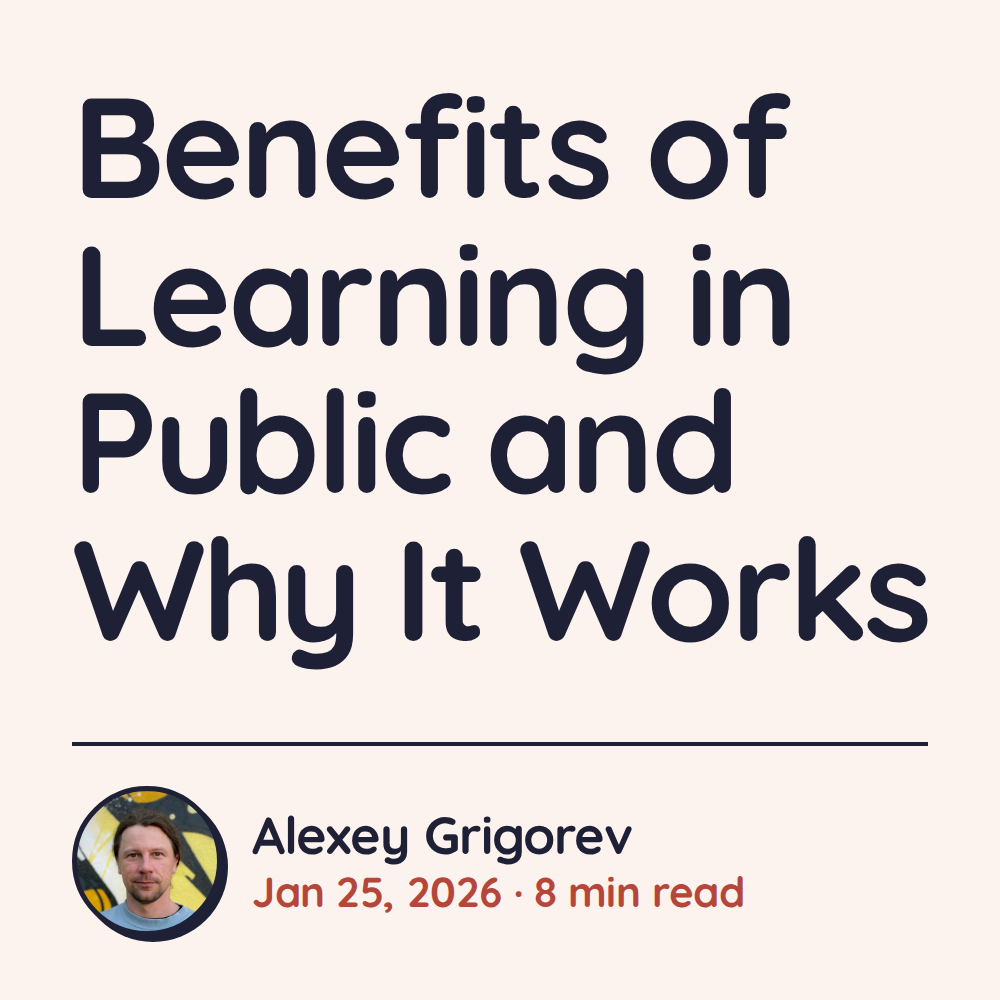 Benefits of
Learning in
Public and
Why It Works
Alexey Grigorev
Jan 25, 2026 · 8 min read